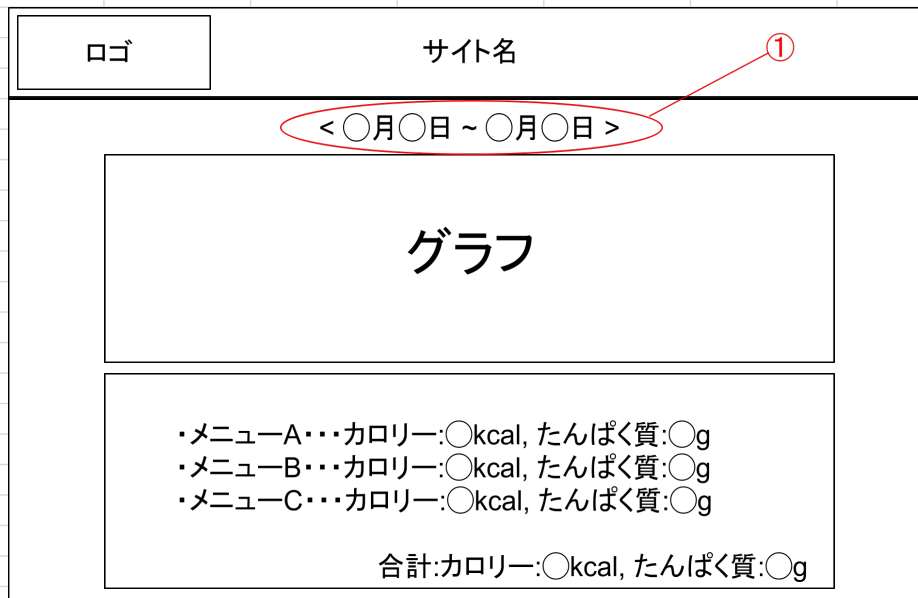 ロゴ
サイト名
①
< ◯月◯日 ~ ◯月◯日 >
グラフ
・メニューA・・・カロリー:◯kcal, たんぱく質:◯g
・メニューB・・・カロリー:◯kcal, たんぱく質:◯g
・メニューC・・・カロリー:◯kcal, たんぱく質:◯g
合計:カロリー:◯kcal, たんぱく質:◯g